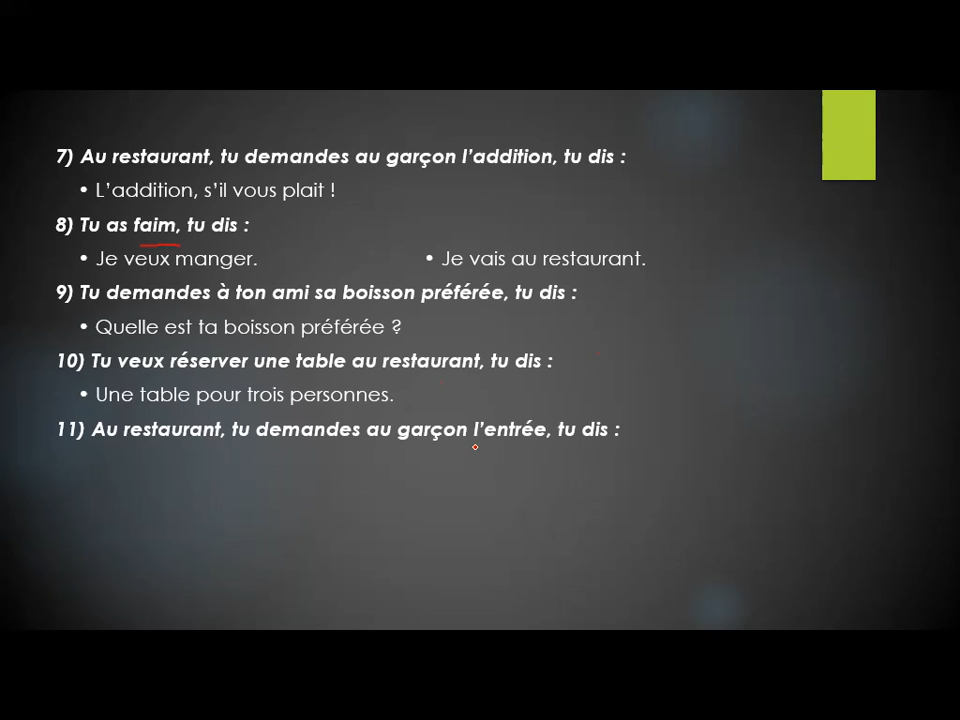 7) Au restaurant, tu demandes au garçon l’addition, tu dis :
• L’addition, s’il vous plait !
8) Tu as faim, tu dis :
• Je veux manger. • Je vais au restaurant.
9) Tu demandes à ton ami sa boisson préférée, tu dis :
• Quelle est ta boisson préférée ?
10) Tu veux réserver une table au restaurant, tu dis :
• Une table pour trois personnes.
11) Au restaurant, tu demandes au garçon l’entrée, tu dis :